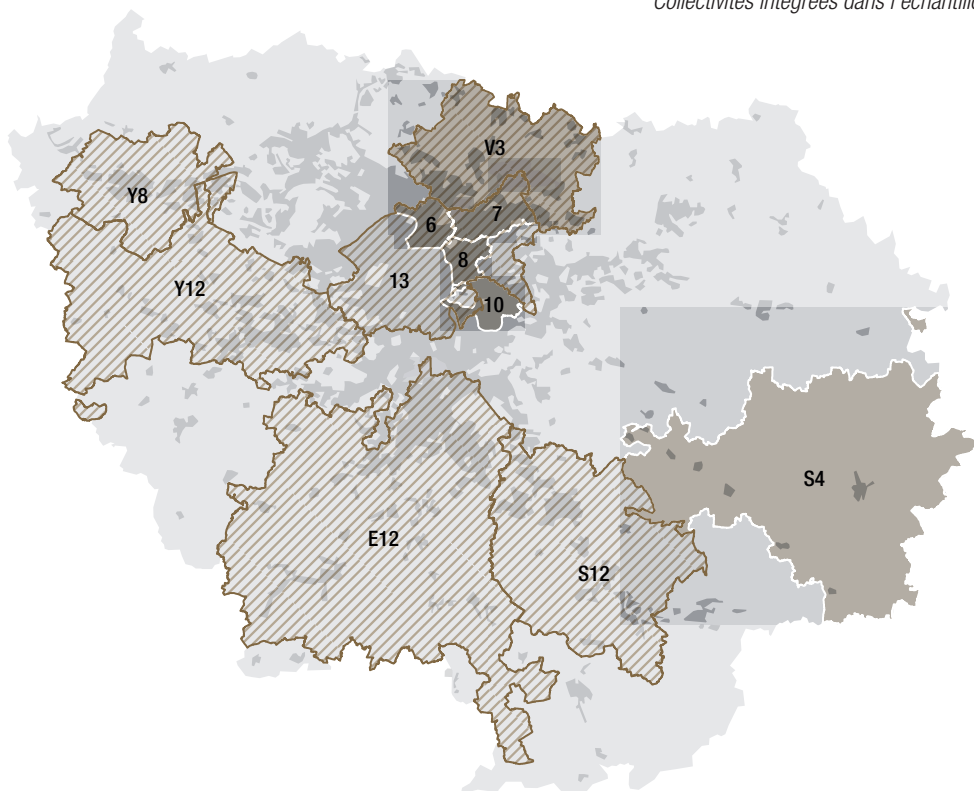 Collectivités intégrées dans l'échantill
V3
Y8
6
7
8
13
Y12
10
S4
E12
S12